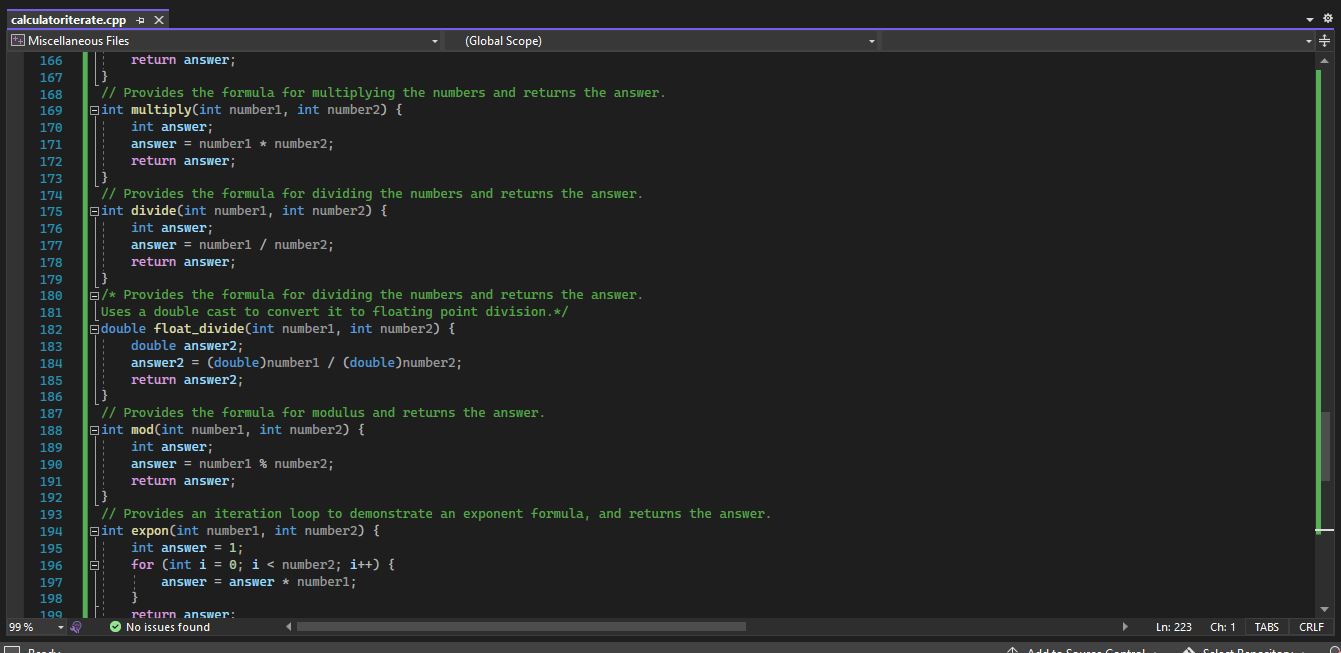 calculatoriterate.cpp
Miscellaneous Files (Global Scope)
166 return answer;
167 }
168 // Provides the formula for multiplying the numbers and returns the answer.
169 int multiply(int number1, int number2) {
170 int answer;
171 answer = number1 * number2;
172 return answer;
173 }
174 // Provides the formula for dividing the numbers and returns the answer.
175 int divide(int number1, int number2) {
176 int answer;
177 answer = number1 / number2;
178 return answer;
179 }
180 /* Provides the formula for dividing the numbers and returns the answer.
181 Uses a double cast to convert it to floating point division.*/
182 double float_divide(int number1, int number2) {
183 double answer2;
184 answer2 = (double)number1 / (double)number2;
185 return answer2;
186 }
187 // Provides the formula for modulus and returns the answer.
188 int mod(int number1, int number2) {
189 int answer;
190 answer = number1 % number2;
191 return answer;
192 }
193 // Provides an iteration loop to demonstrate an exponent formula, and returns the answer.
194 int expon(int number1, int number2) {
195 int answer = 1;
196 for (int i = 0; i < number2; i++) {
197 answer = answer * number1;
198 }
199 return answer;
99 % No issues found Ln: 223 Ch: 1 TABS CRLF
Ready Add to Source Control Select Repository